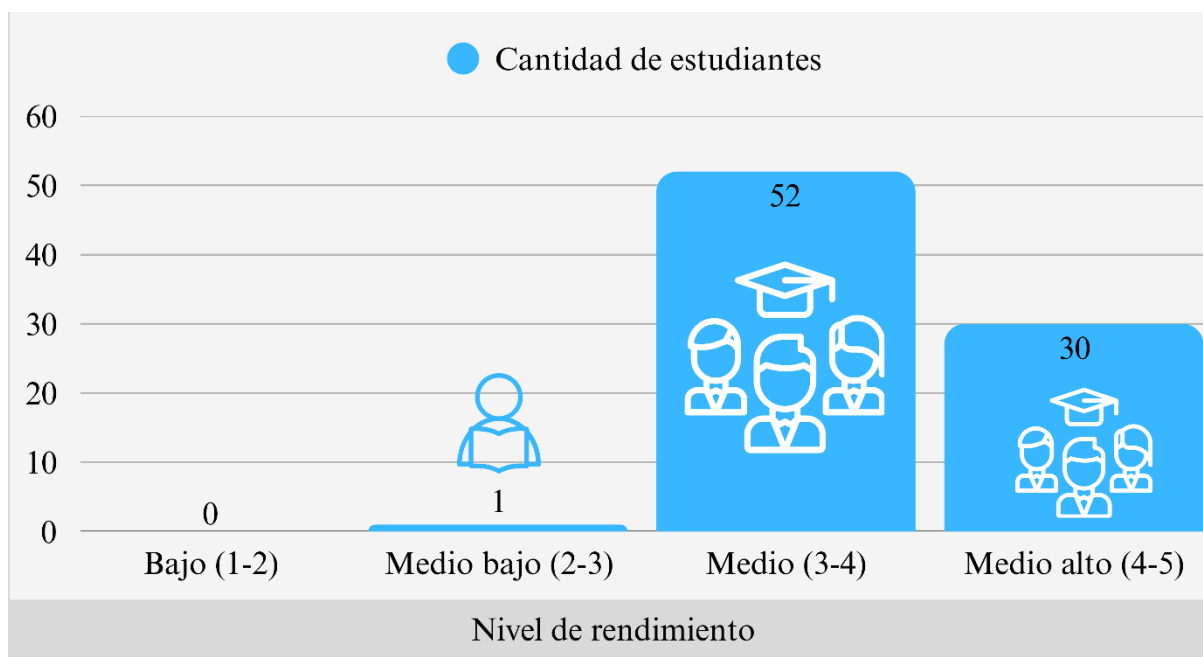 Cantidad de estudiantes
60
50
40
30
20
10
0
52
30
0
1
Bajo (1-2)
Medio bajo (2-3)
Medio (3-4)
Medio alto (4-5)
Nivel de rendimiento